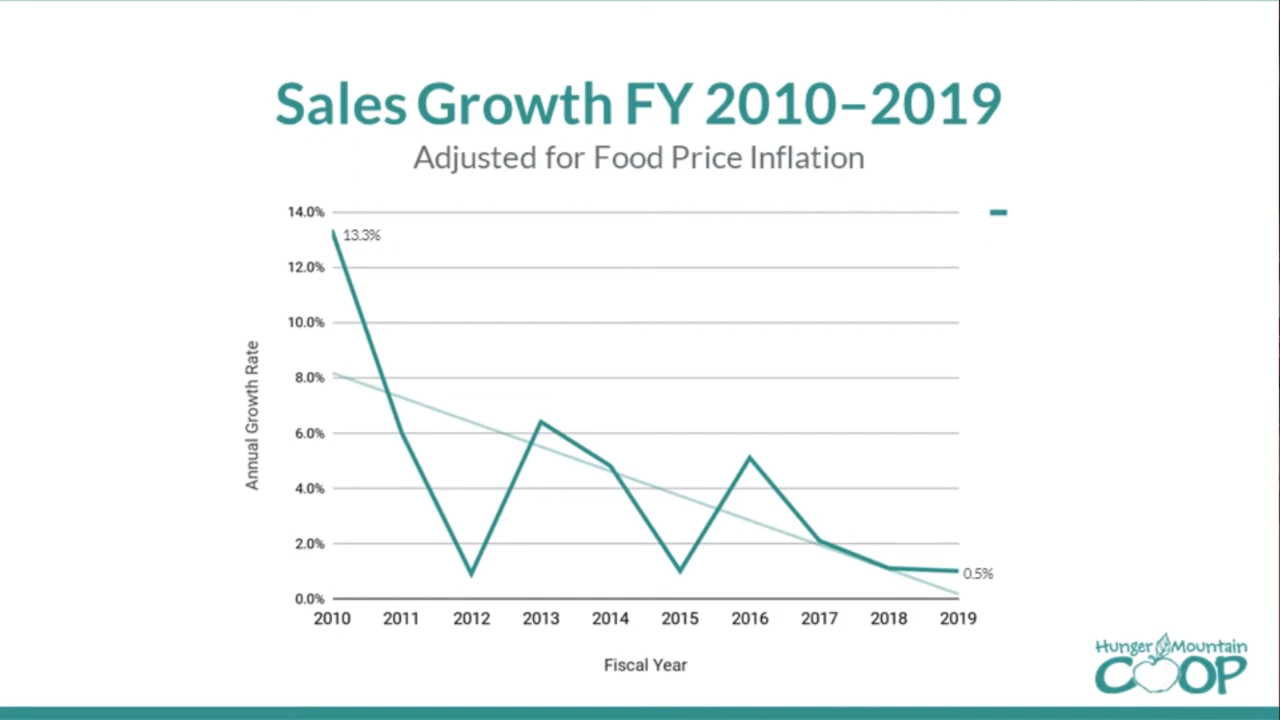 Sales Growth FY 2010–2019
Adjusted for Food Price Inflation
14.0%
13.3%
12.0%
10.0%
8.0%
6.0%
4.0%
2.0%
0.0%
0.5%
Annual Growth Rate
2010 2011 2012 2013 2014 2015 2016 2017 2018 2019
Fiscal Year
Hunger Mountain
COOP